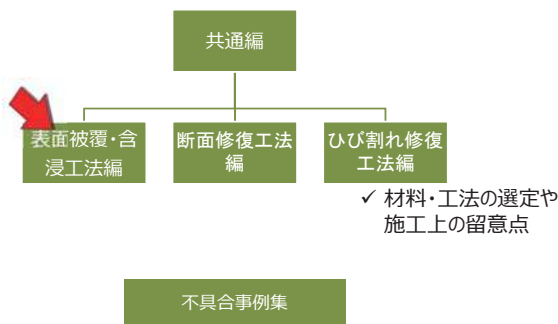 共通編
表面被覆・含
浸工法編
断面修復工法
編
ひび割れ修復
工法編
✓ 材料・工法の選定や
施工上の留意点
不具合事例集